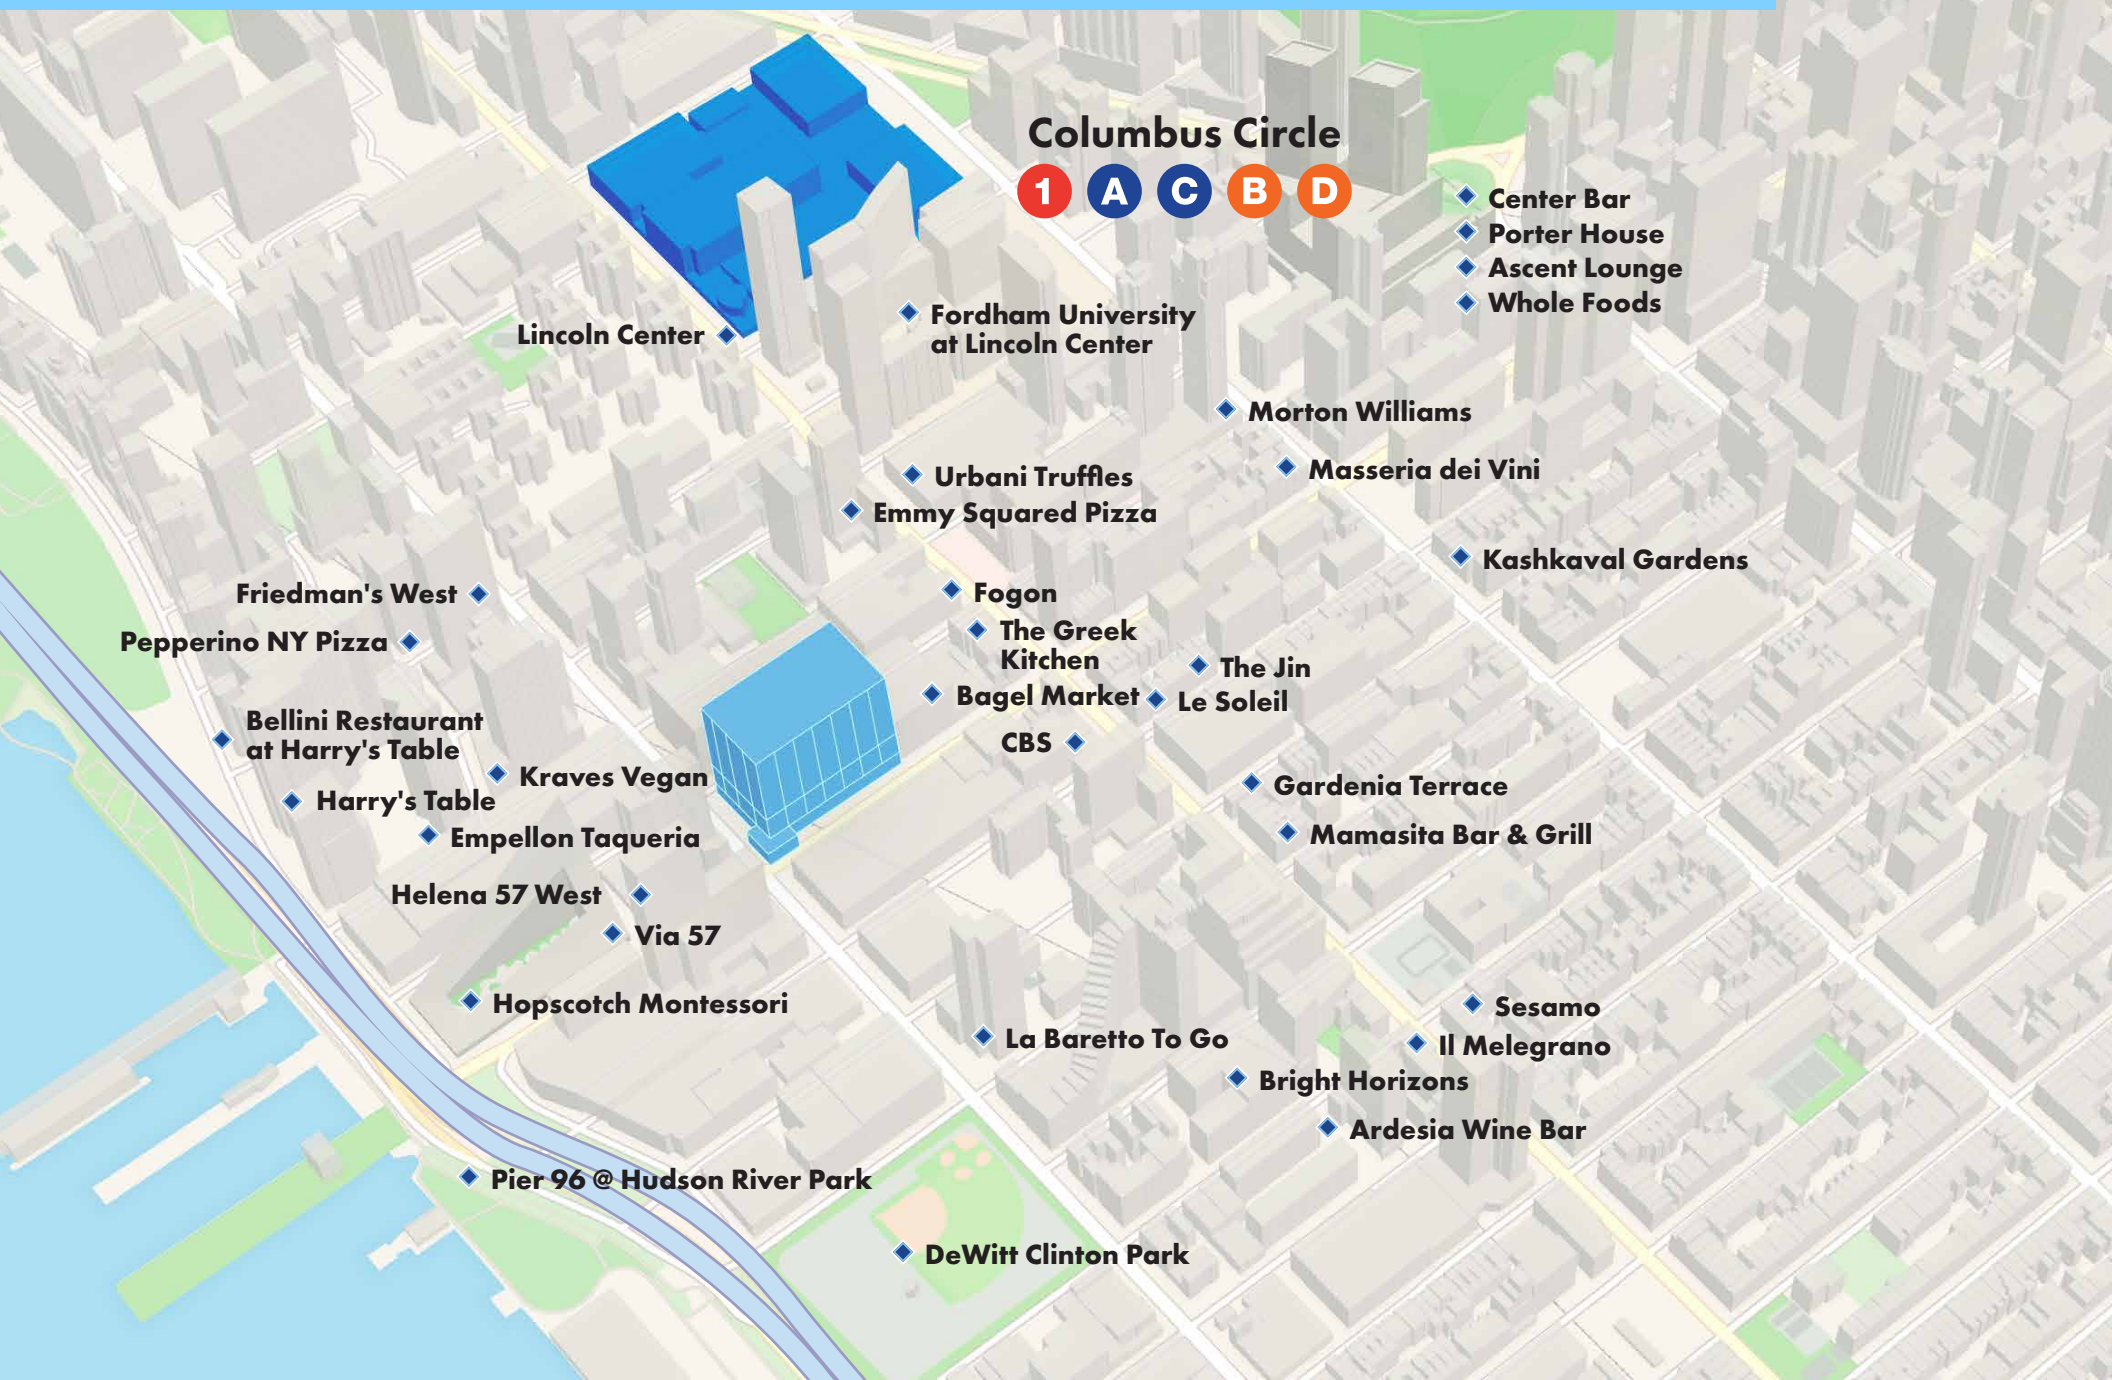 Columbus Circle
1 A C B D
Center Bar
Porter House
Ascent Lounge
Whole Foods
Fordham University
at Lincoln Center
Lincoln Center
Morton Williams
Masseria dei Vini
Urbani Truffles
Emmy Squared Pizza
Kashkaval Gardens
Friedman's West
Fogon
The Greek
Kitchen
Pepperino NY Pizza
The Jin
Bagel Market
Le Soleil
Bellini Restaurant
at Harry's Table
CBS
Kraves Vegan
Gardenia Terrace
Harry's Table
Empellon Taqueria
Mamasita Bar & Grill
Helena 57 West
Via 57
Hopscotch Montessori
Sesamo
La Baretto To Go
Il Melegrano
Bright Horizons
Ardesia Wine Bar
Pier 96 @ Hudson River Park
DeWitt Clinton Park